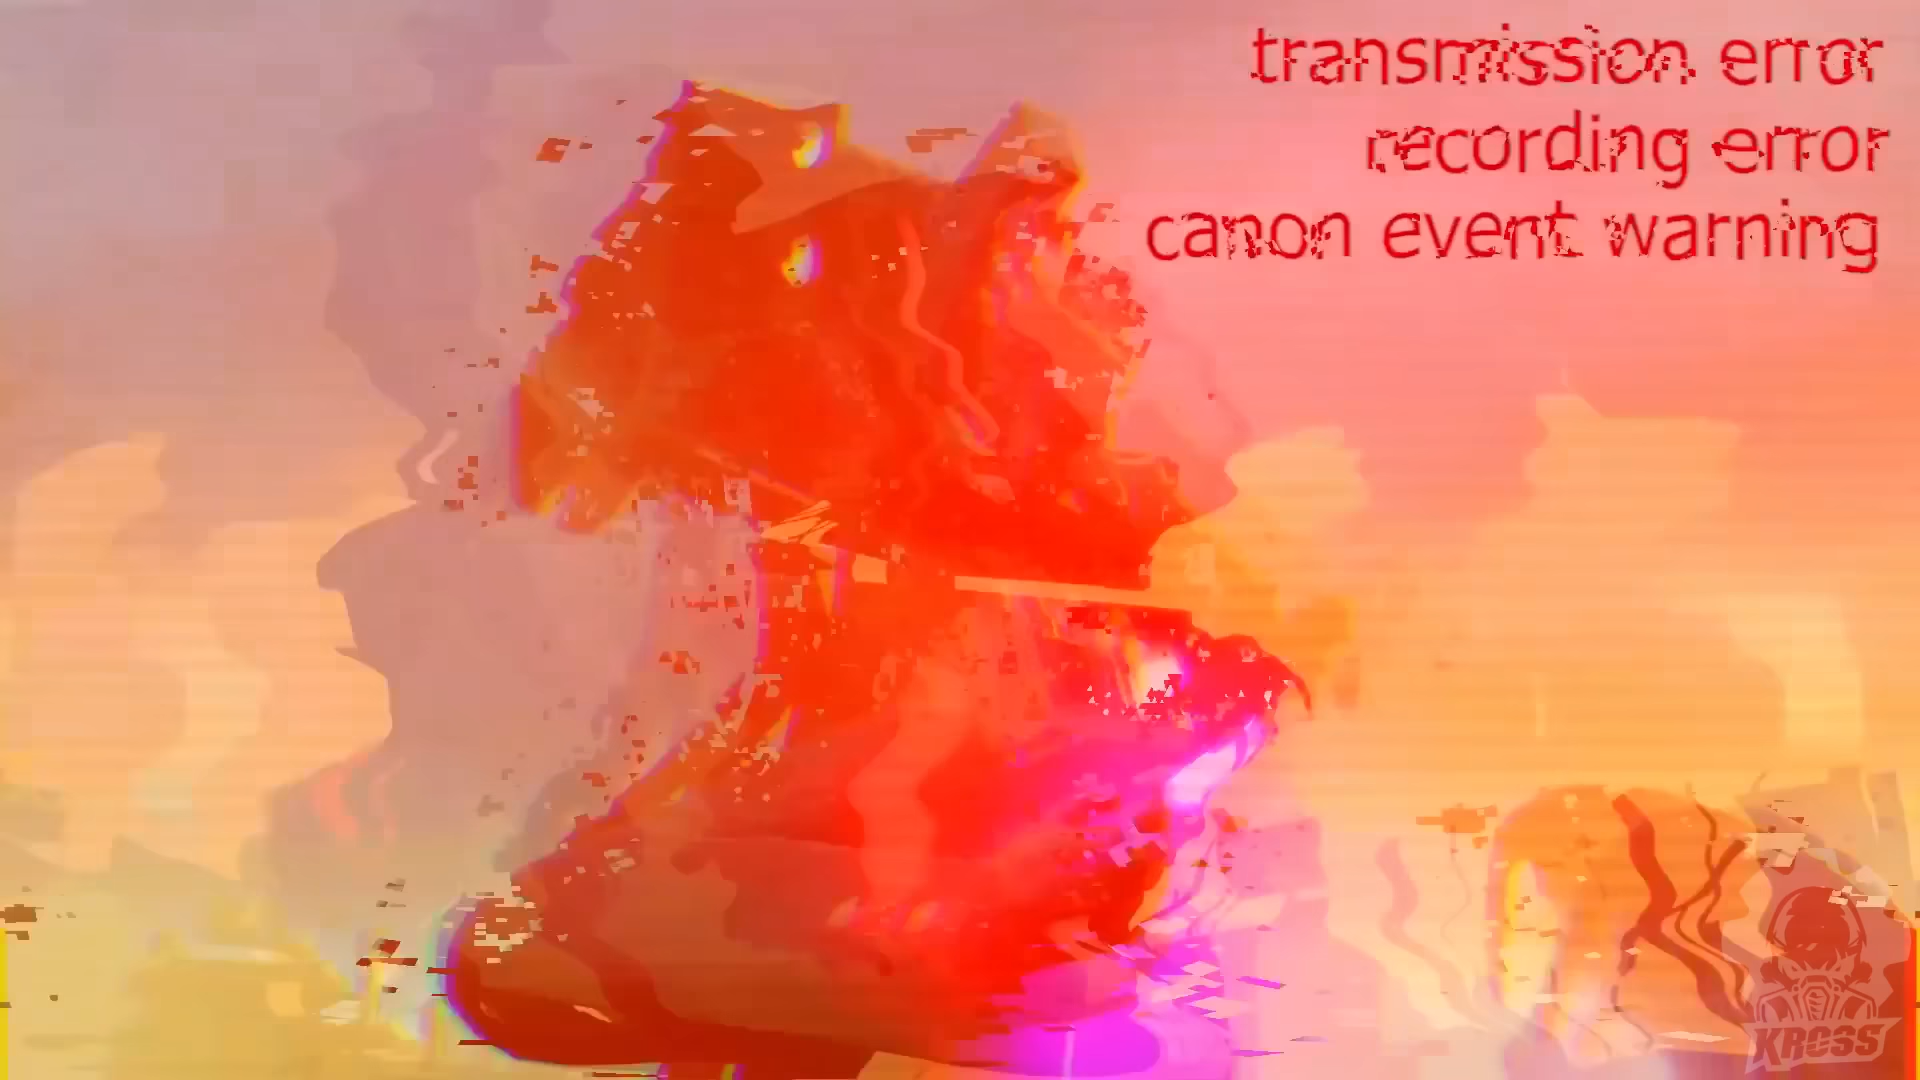 transmission error
recording error
canon event warning
KROSS